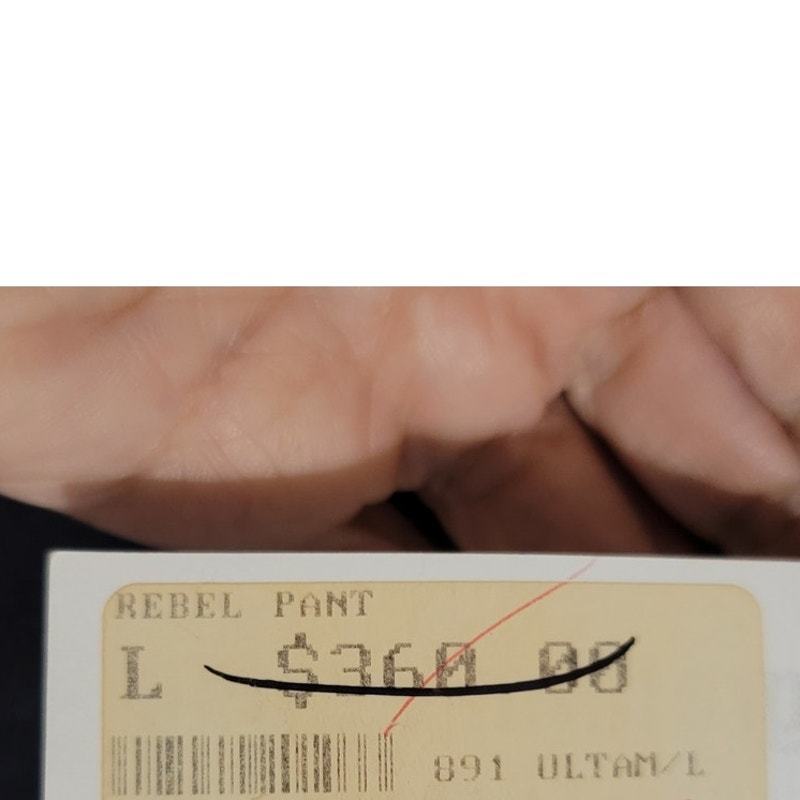 REBEL PANT
L $360 00
891 ULTAM/L